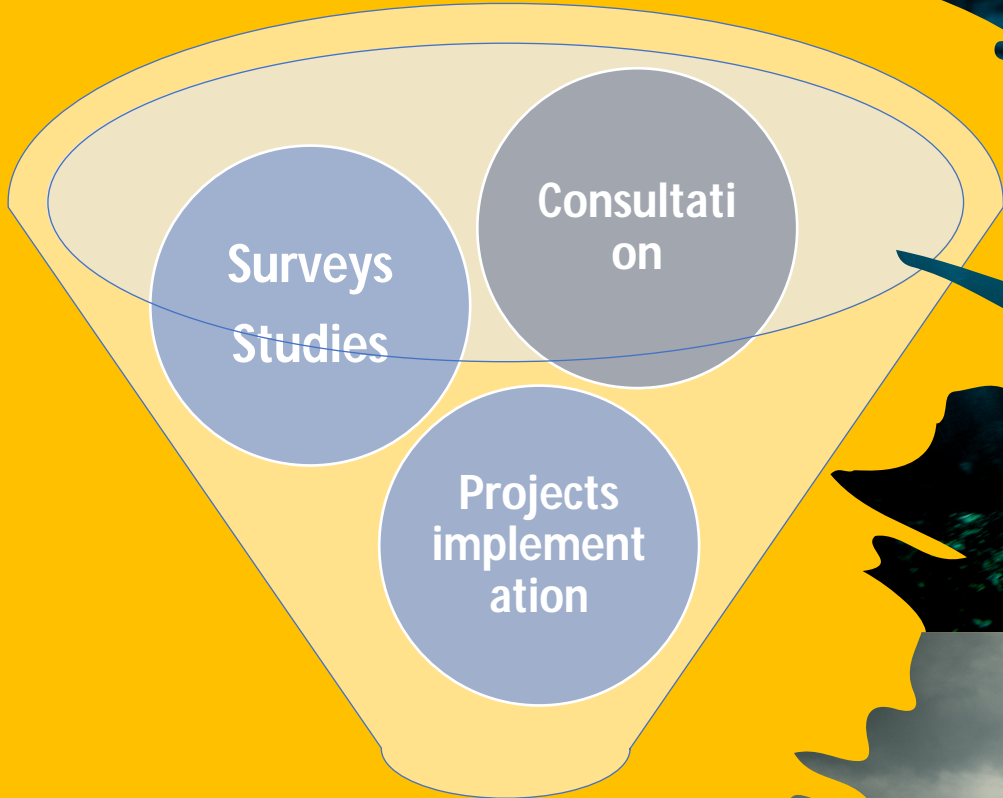 Consultati
on
Surveys
Studies
Projects
implement
ation